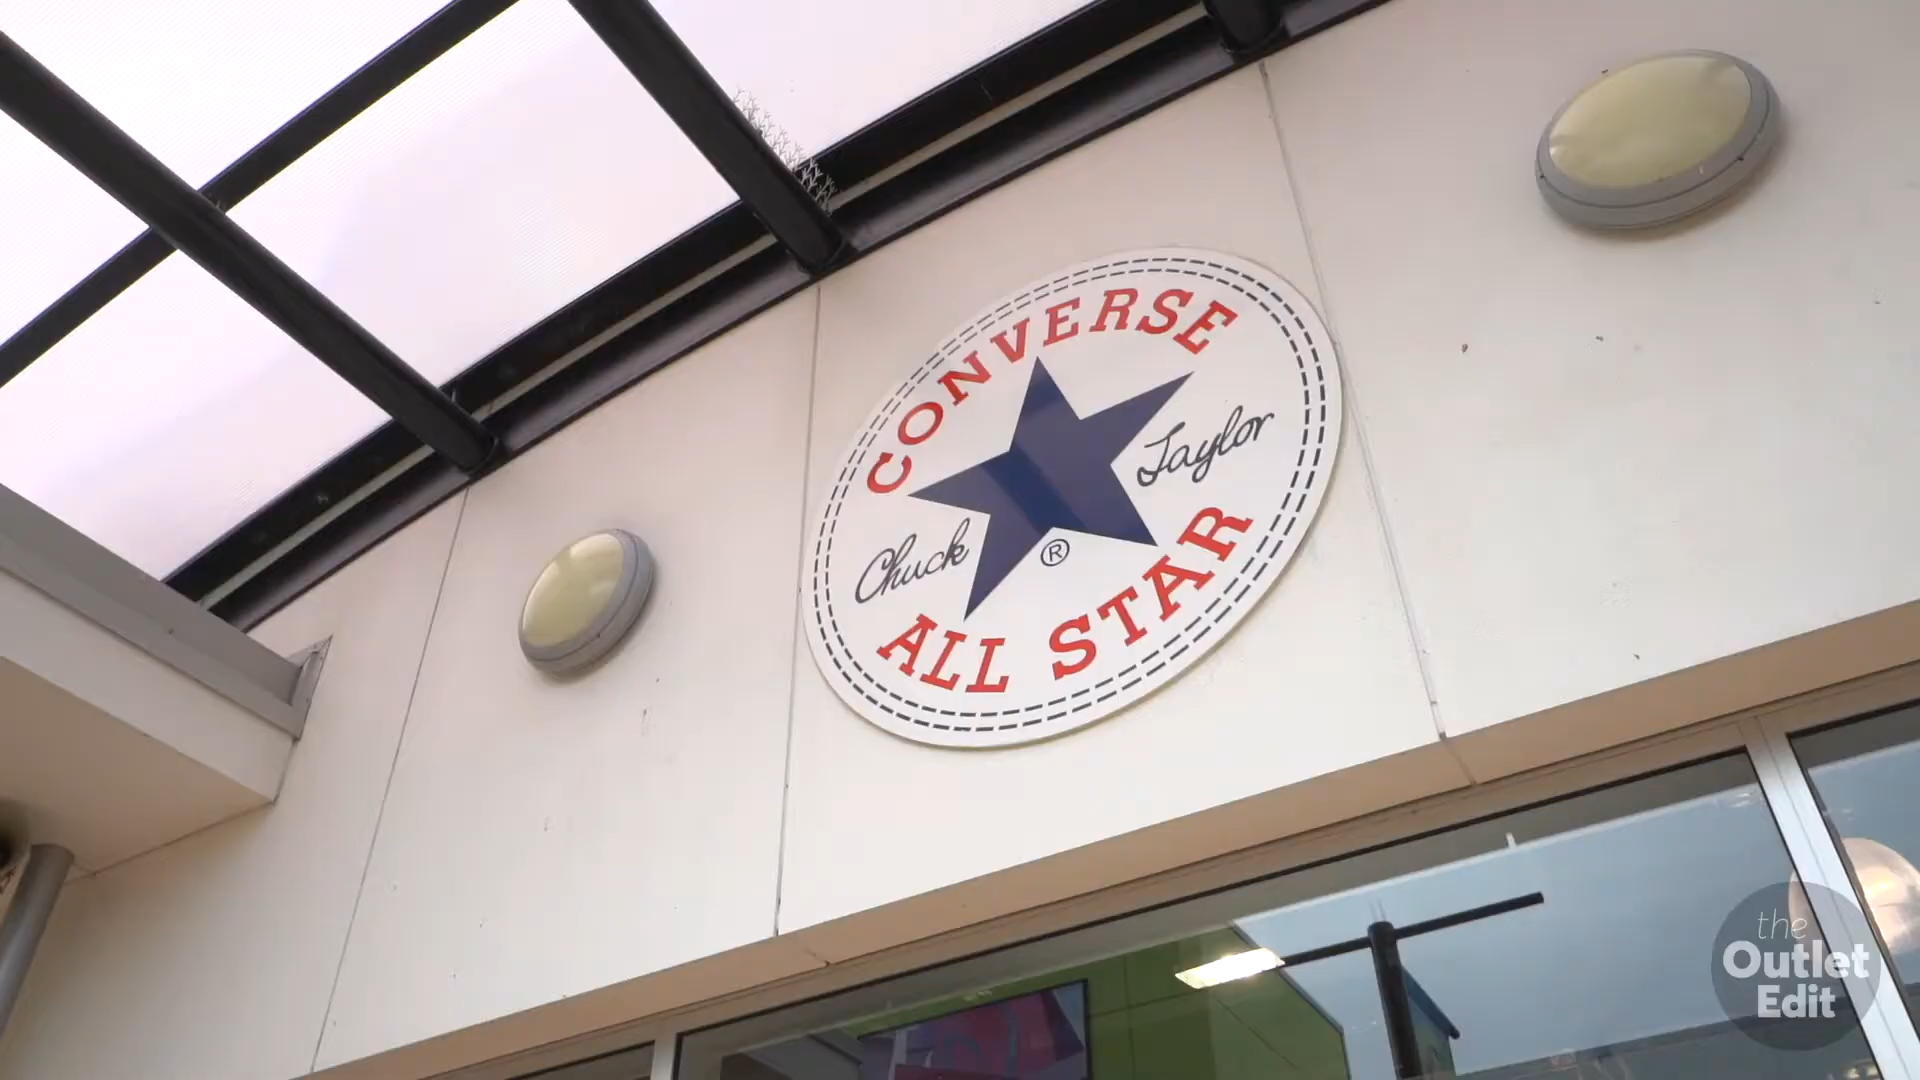 CONVERSE
Chuck
Taylor
®
ALL STAR
the
Outlet
Edit